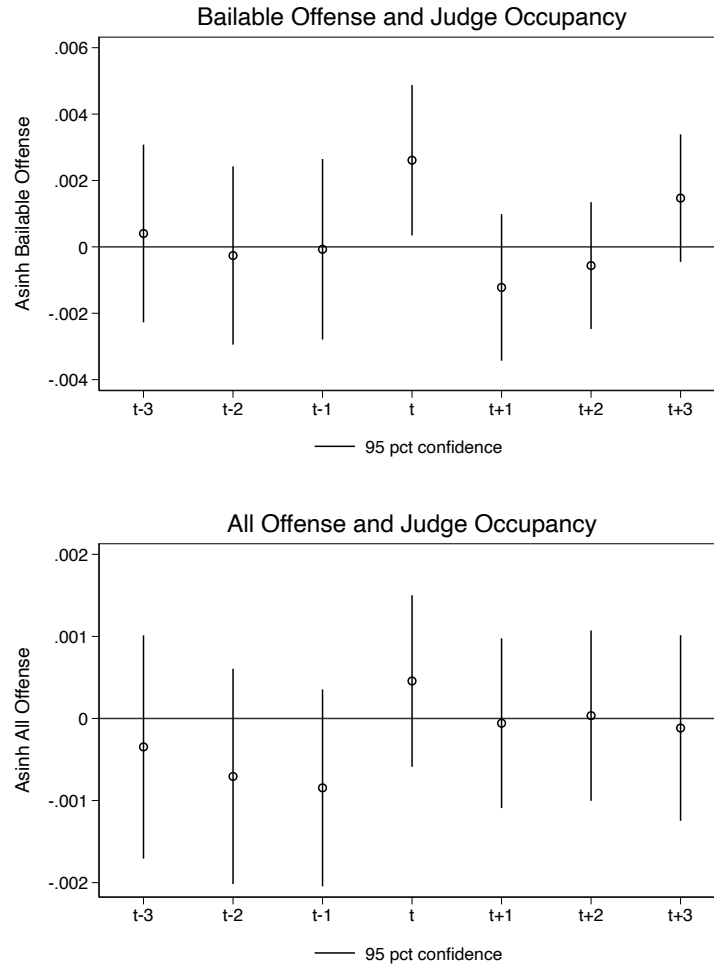 Bailable Offense and Judge Occupancy
Asinh Bailable Offense
.006
.004
.002
0
-.002
-.004
t-3 t-2 t-1 t t+1 t+2 t+3
95 pct confidence
All Offense and Judge Occupancy
Asinh All Offense
.002
.001
0
-.001
-.002
t-3 t-2 t-1 t t+1 t+2 t+3
95 pct confidence